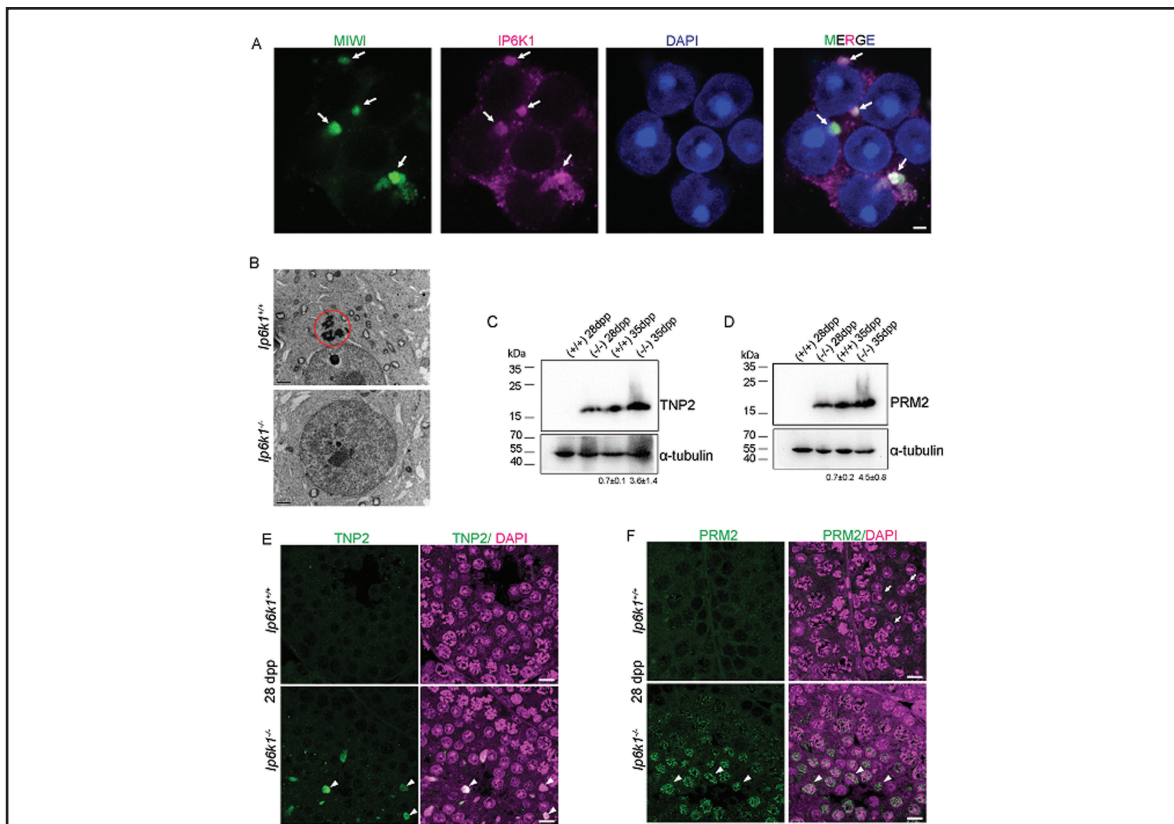 A
MIWI
IP6K1
DAPI
MERGE
B
Ip6k1+/+
Ip6k1-/-
C
(+/+) 28dpp
(-/-) 28dpp
(+/+) 35dpp
(-/-) 35dpp
kDa
35
25
15
TNP2
70
55
40
α-tubulin
0.7±0.1 3.6±1.4
D
(+/+) 28dpp
(-/-) 28dpp
(+/+) 35dpp
(-/-) 35dpp
kDa
35
25
15
PRM2
70
55
40
α-tubulin
0.7±0.2 4.5±0.8
E
TNP2
TNP2/ DAPI
Ip6k1+/+
28 dpp
Ip6k1-/-
F
PRM2
PRM2/DAPI
Ip6k1+/+
28 dpp
Ip6k1-/-